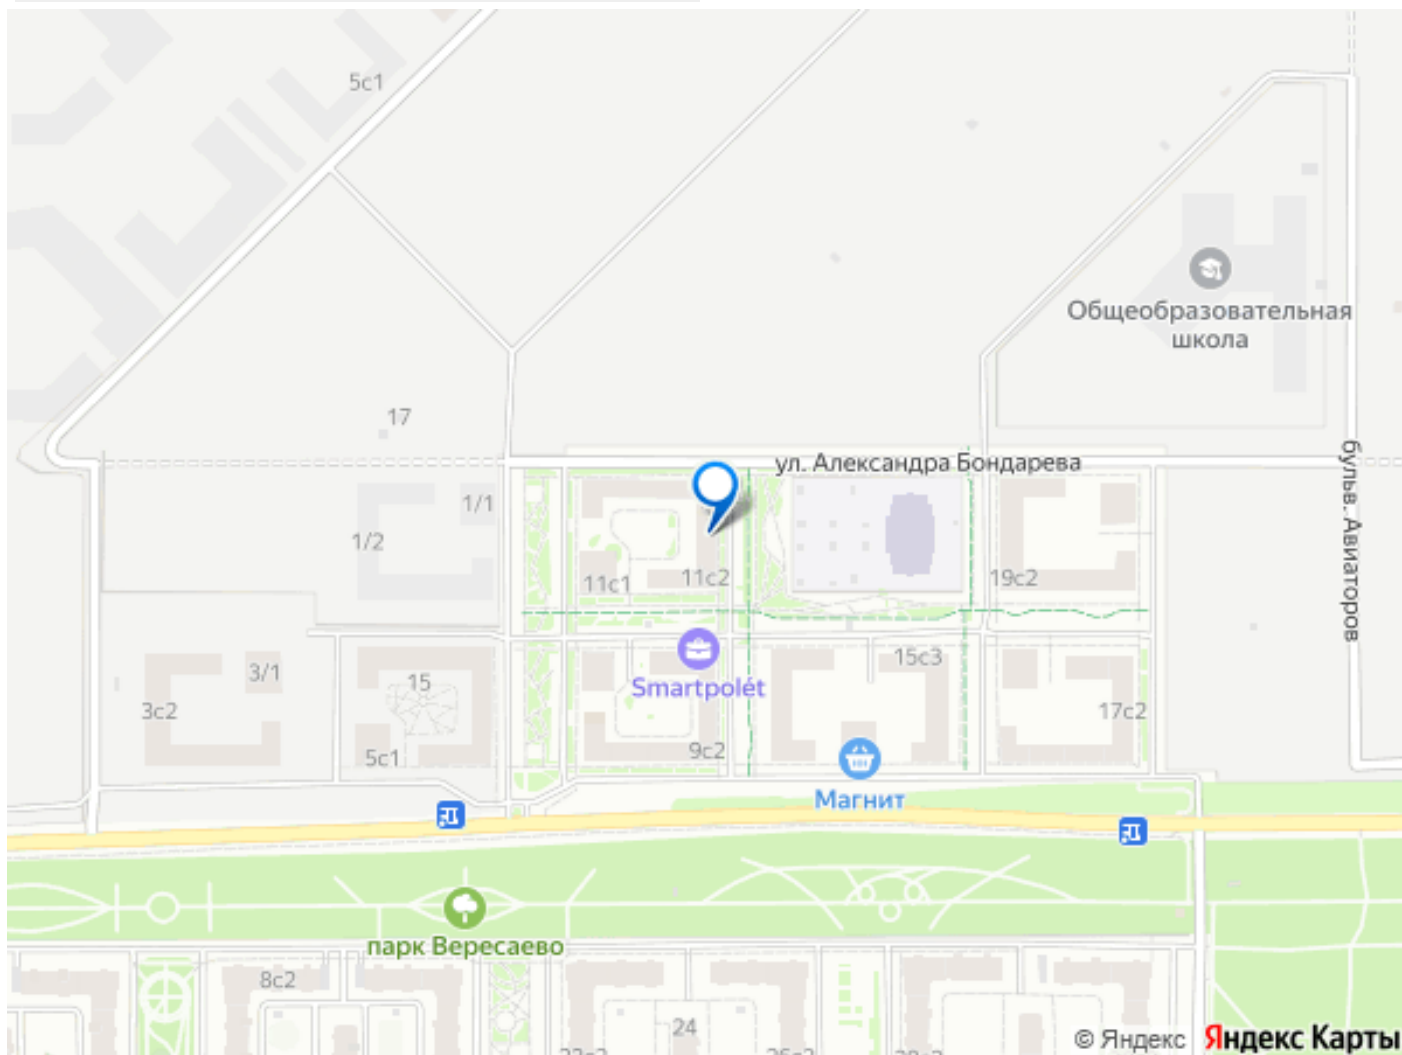 5с1
Общеобразовательная
школа
17
ул. Александра Бондарева
бульв. Авиаторов
1/1
1/2
11с1
11с2
19с2
3/1
15
15с3
Smartpolét
3с2
17с2
5с1
9с2
Магнит
парк Вересаево
8с2
24
© Яндекс
Яндекс Карты